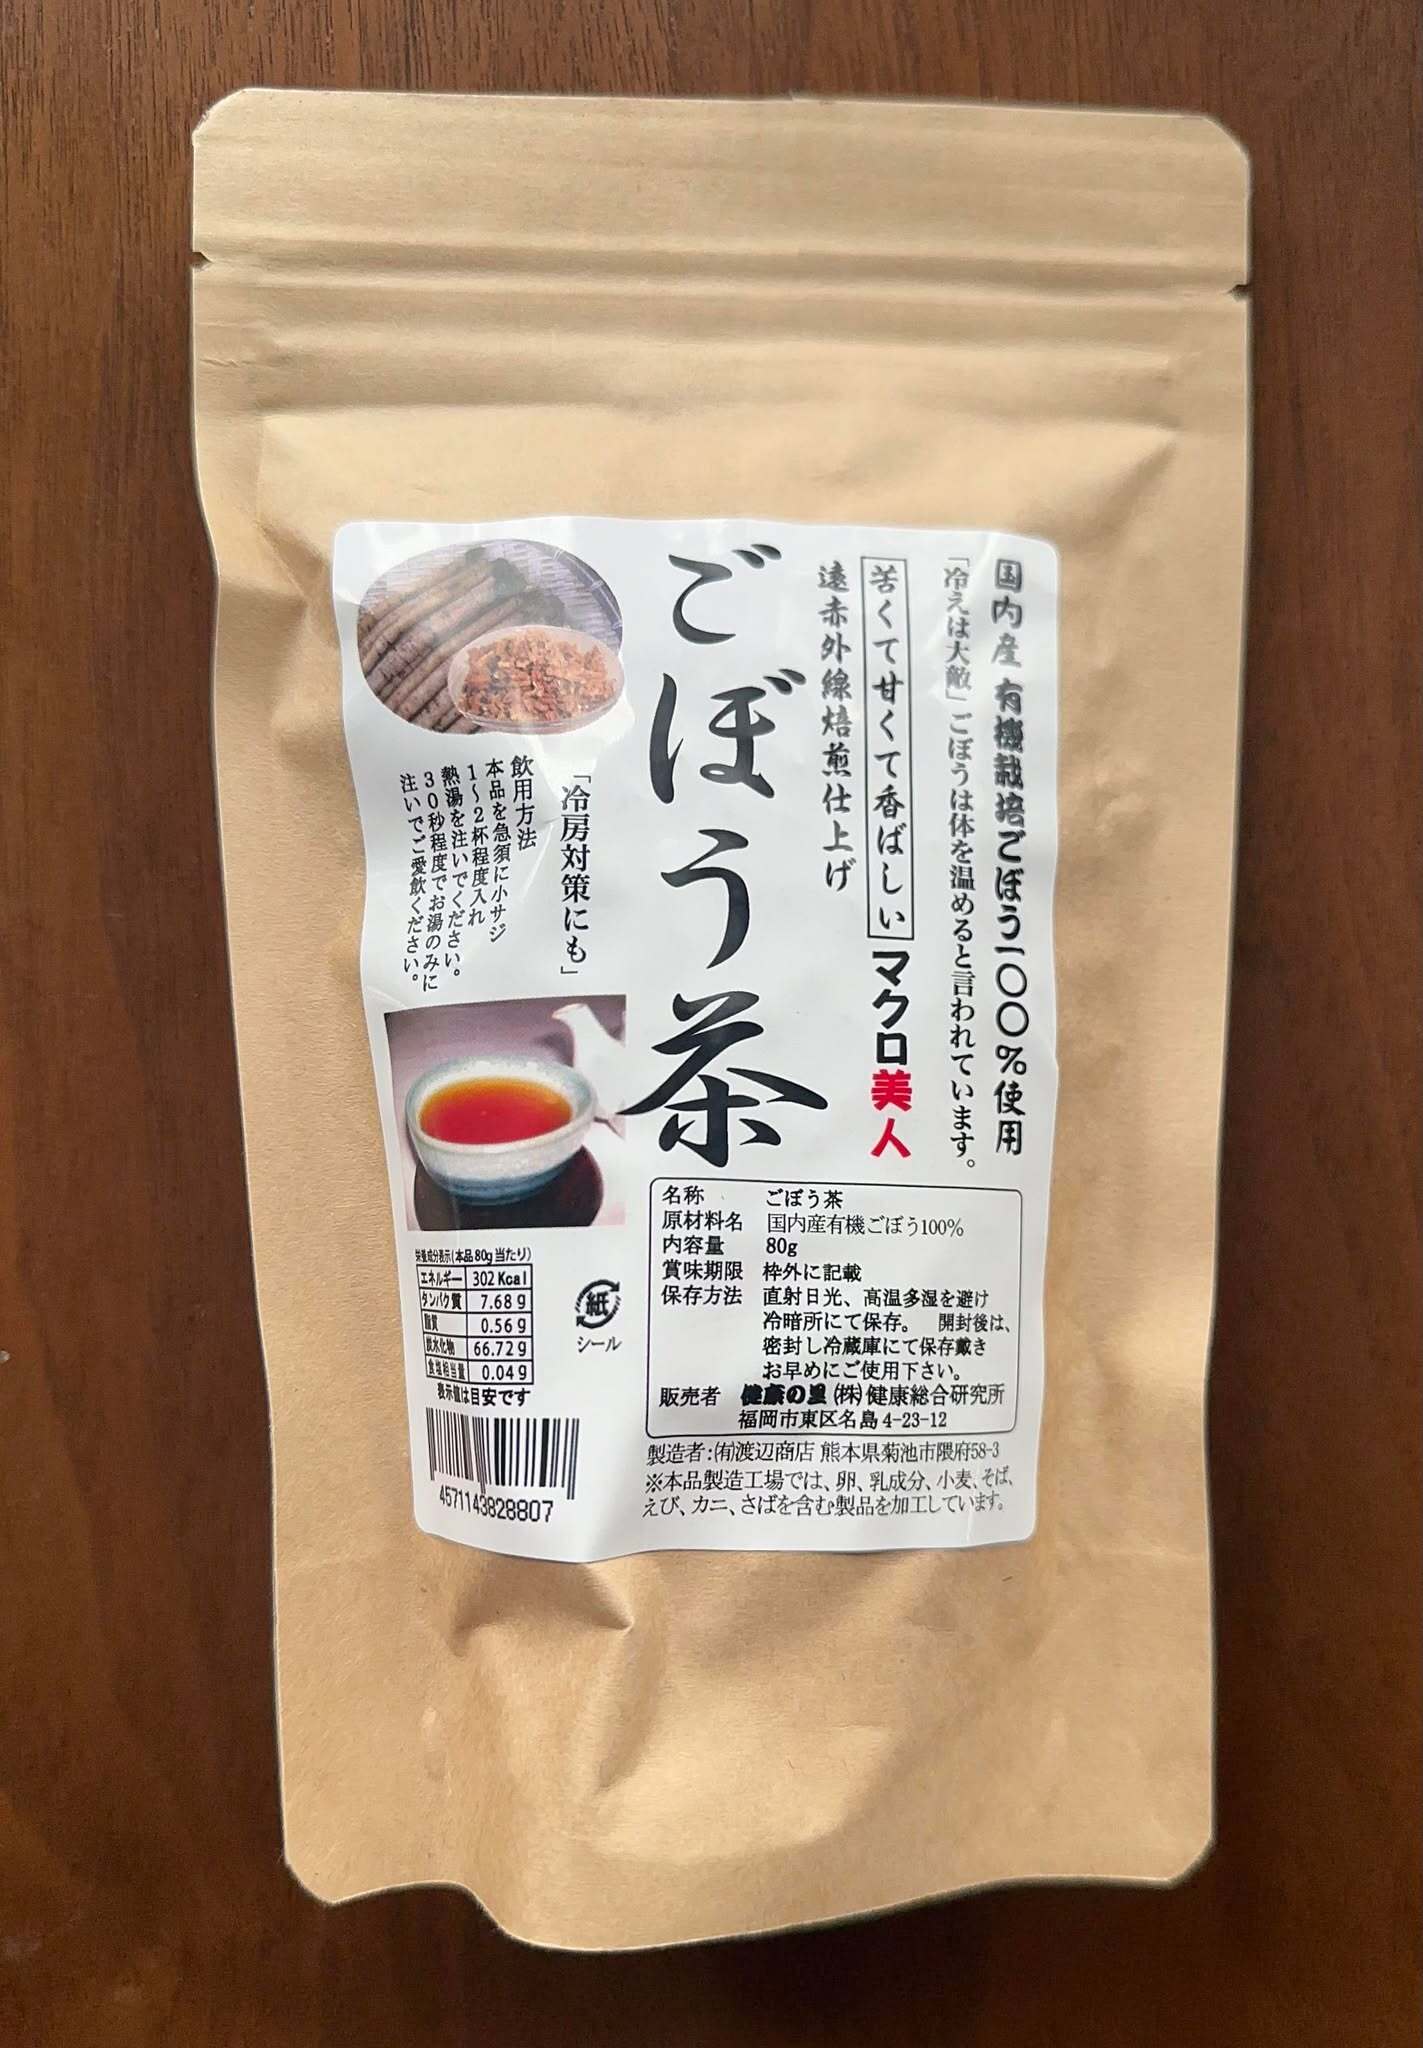 国内産 有機栽培ごぼう一〇〇%使用
「冷えは大敵」ごぼうは体を温めると言われています。
苦くて甘くて香ばしい マクロ美人
遠赤外線焙煎仕上げ
ごぼう茶
「冷房対策にも」
飲用方法
本品を急須に小サジ
1～2杯程度入れ
熱湯を注いでください。
30秒程度でお湯のみに
注いでご愛飲ください。
栄養成分表示(本品80g当たり)
エネルギー 302Kcal
タンパク質 7.68g
脂質 0.56g
炭水化物 66.72g
食塩相当量 0.04g
表示値は目安です
紙
シール
4571143828807
名称 ごぼう茶
原材料名 国内産有機ごぼう100%
内容量 80g
賞味期限 枠外に記載
保存方法 直射日光、高温多湿を避け
冷暗所にて保存。 開封後は、
密封し冷蔵庫にて保存戴き
お早めにご使用下さい。
販売者 健康の里 (株)健康総合研究所
福岡市東区名島4-23-12
製造者:(有)渡辺商店 熊本県菊池市隈府58-3
※本品製造工場では、卵、乳成分、小麦、そば、
えび、カニ、さばを含む製品を加工しています。